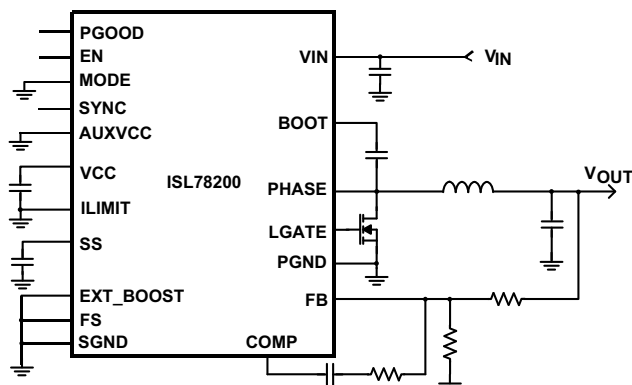 PGOOD
EN
MODE
SYNC
AUXVCC
VCC
ILIMIT
SS
EXT_BOOST
FS
SGND
ISL78200
VIN
BOOT
PHASE
LGATE
PGND
FB
COMP
VIN
VOUT